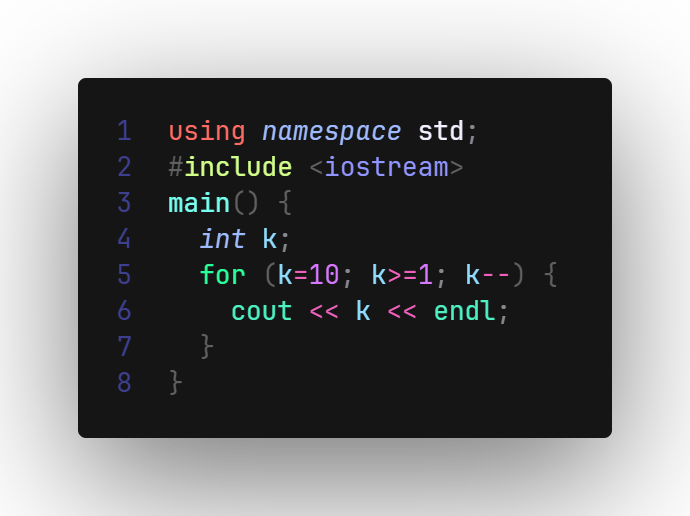 1 using namespace std;
2 #include <iostream>
3 main() {
4   int k;
5   for (k=10; k>=1; k--) {
6     cout << k << endl;
7   }
8 }